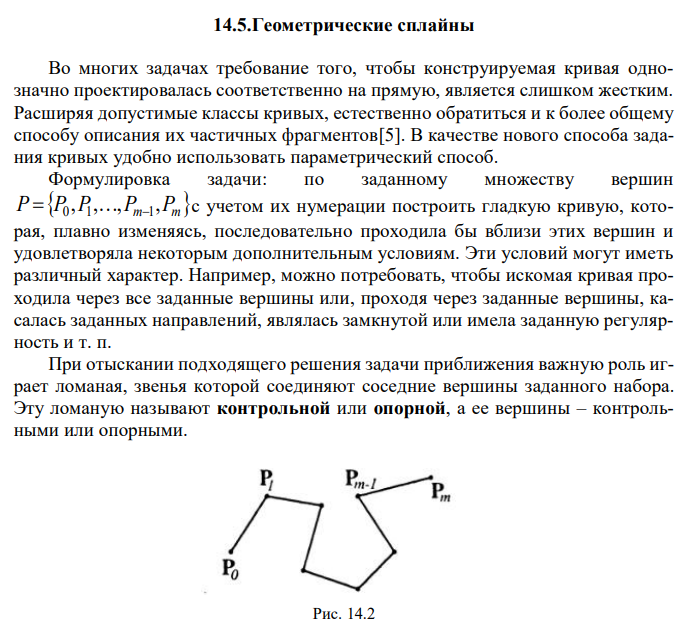 14.5.Геометрические сплайны
Во многих задачах требование того, чтобы конструируемая кривая одно-
значно проектировалась соответственно на прямую, является слишком жестким.
Расширяя допустимые классы кривых, естественно обратиться и к более общему
способу описания их частичных фрагментов[5]. В качестве нового способа зада-
ния кривых удобно использовать параметрический способ.
Формулировка задачи: по заданному множеству вершин
P={P₀,P₁,…,Pₘ₋₁,Pₘ}с учетом их нумерации построить гладкую кривую, кото-
рая, плавно изменяясь, последовательно проходила бы вблизи этих вершин и
удовлетворяла некоторым дополнительным условиям. Эти условий могут иметь
различный характер. Например, можно потребовать, чтобы искомая кривая про-
ходила через все заданные вершины или, проходя через заданные вершины, ка-
салась заданных направлений, являлась замкнутой или имела заданную регуляр-
ность и т. п.
При отыскании подходящего решения задачи приближения важную роль иг-
рает ломаная, звенья которой соединяют соседние вершины заданного набора.
Эту ломаную называют контрольной или опорной, а ее вершины – контроль-
ными или опорными.
P₁ Pₘ₋₁
Pₘ
P₀
Рис. 14.2